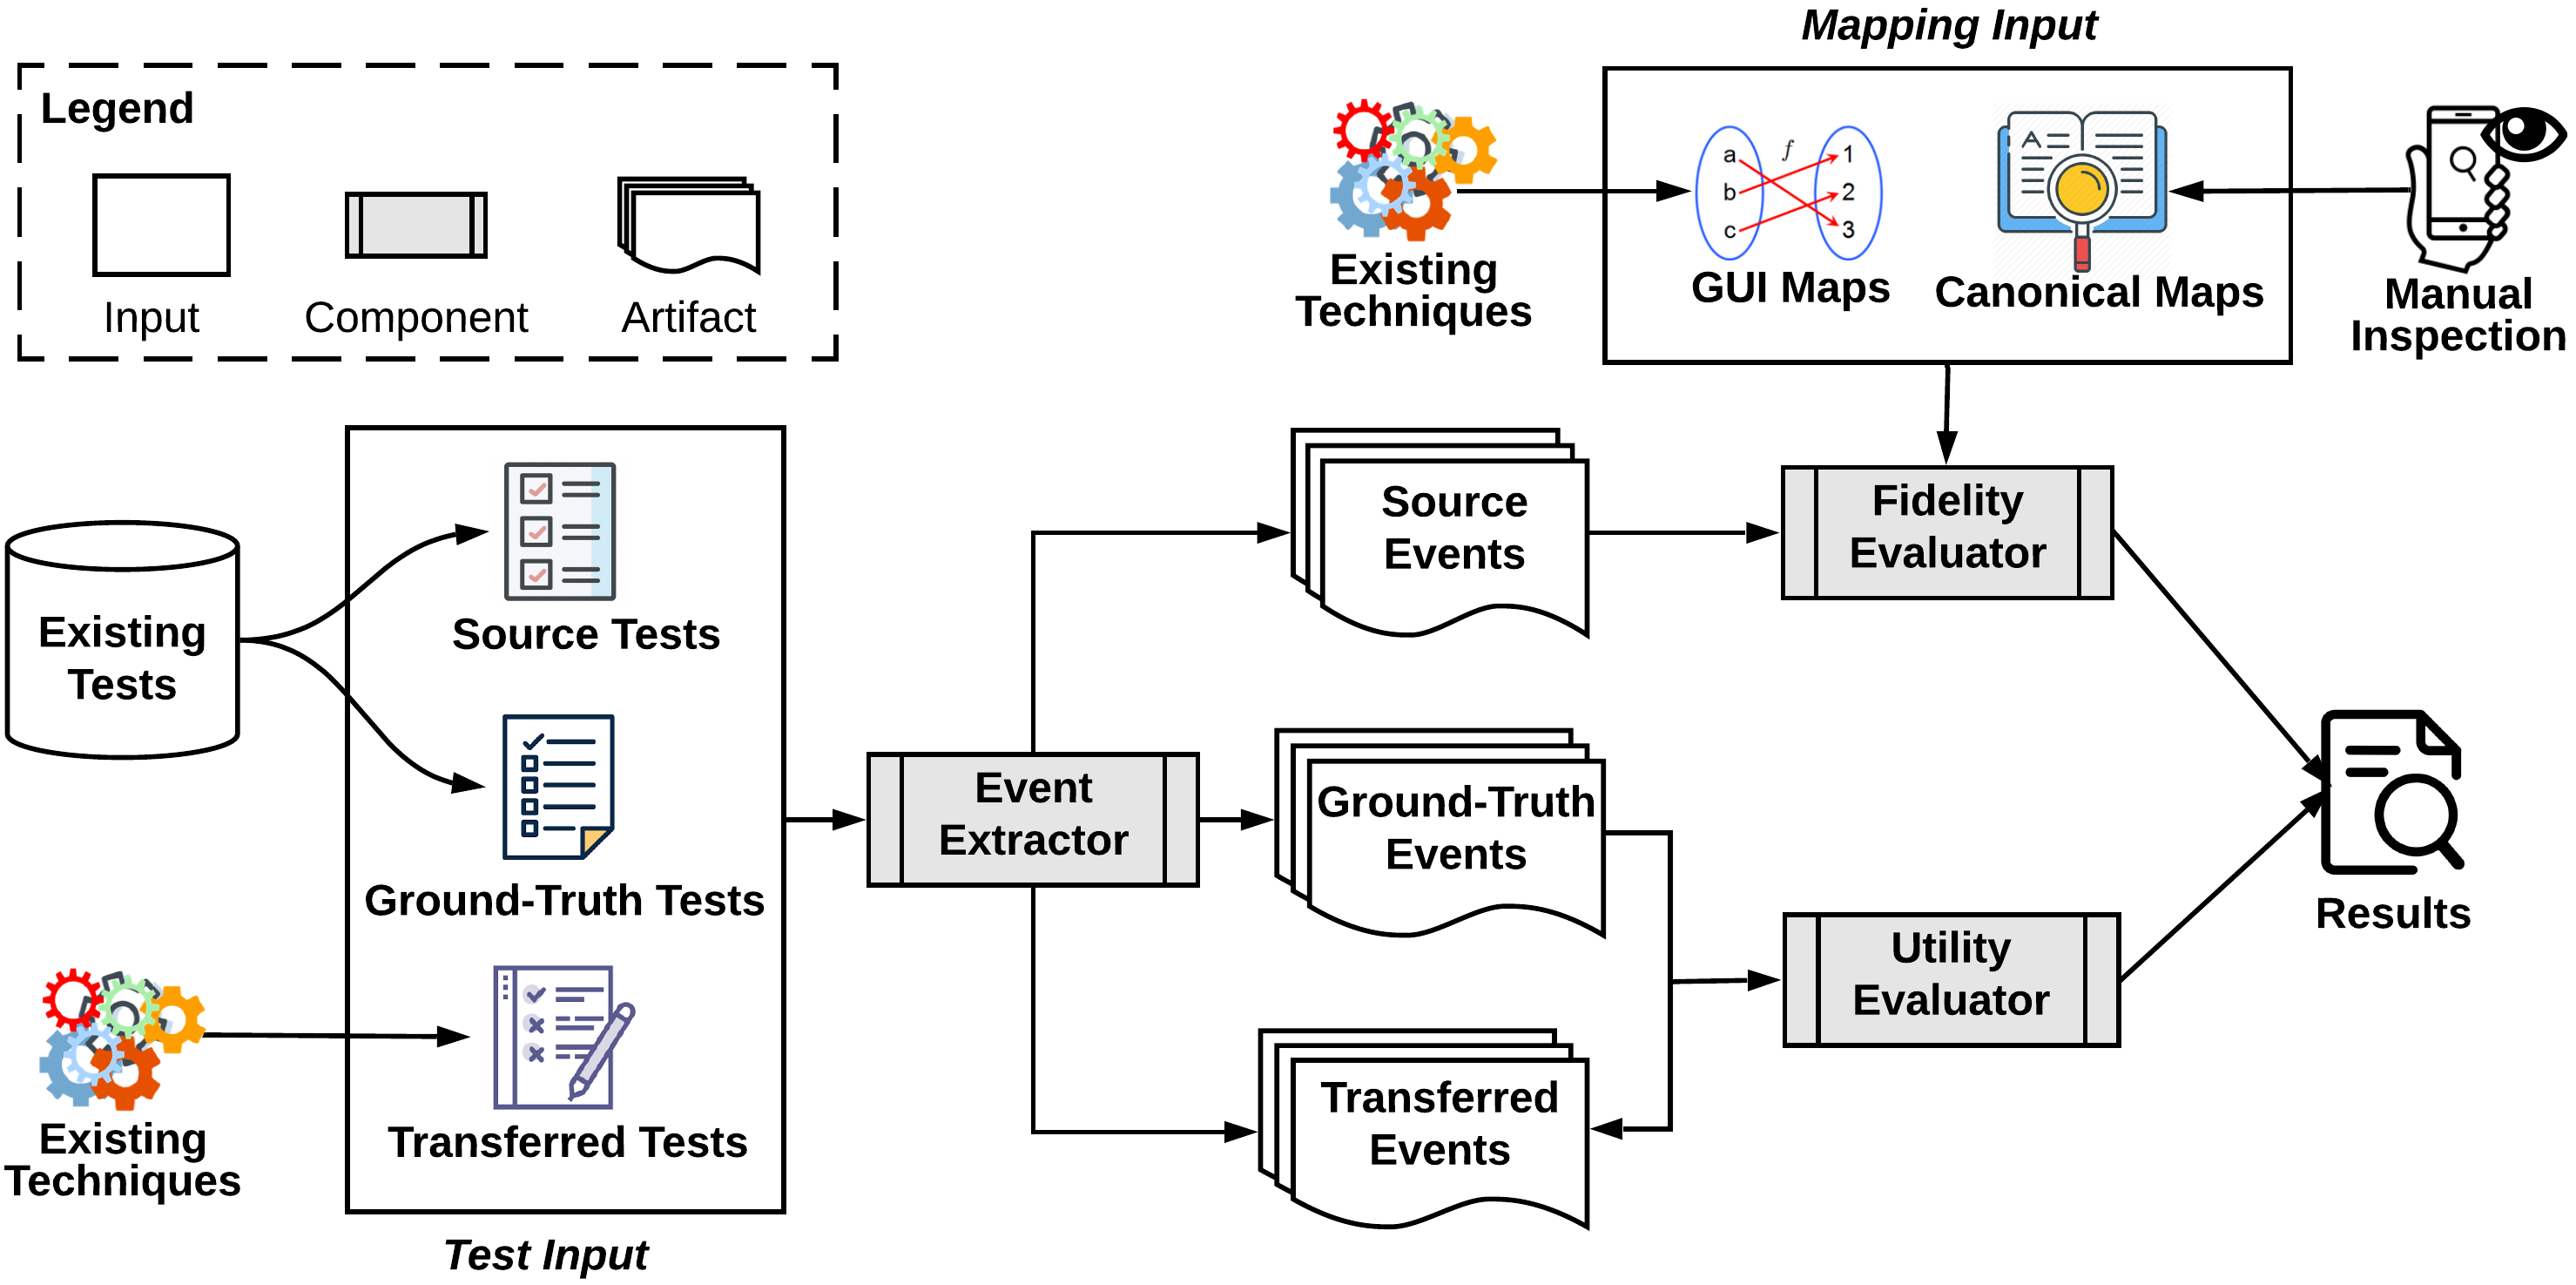 Mapping Input
Legend
Input
Component
Artifact
Existing
Techniques
a
b
c
f
1
2
3
GUI Maps
A
Canonical Maps
Manual
Inspection
Existing
Tests
Source Tests
Ground-Truth Tests
Transferred Tests
Existing
Techniques
Test Input
Event
Extractor
Source
Events
Ground-Truth
Events
Transferred
Events
Fidelity
Evaluator
Utility
Evaluator
Results